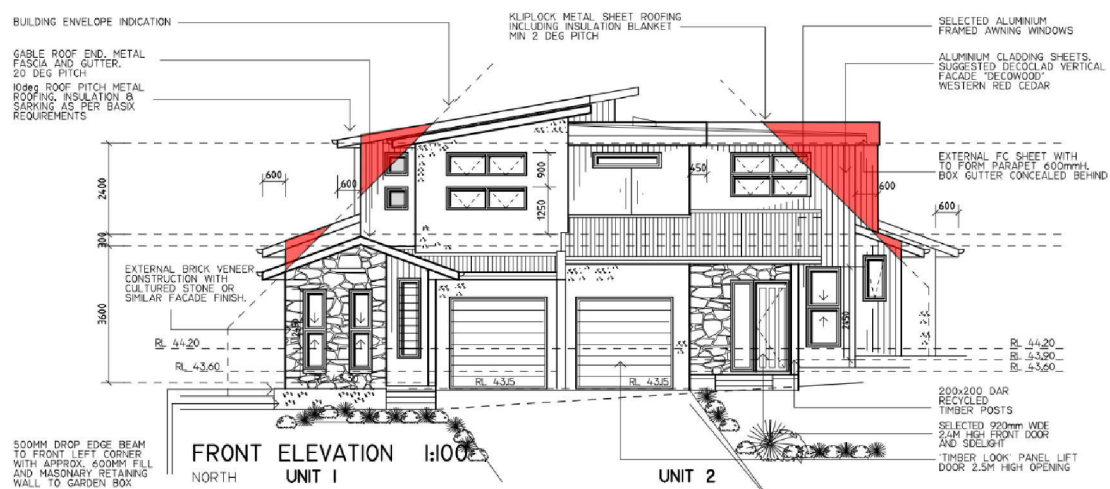 BUILDING ENVELOPE INDICATION
GABLE ROOF END, METAL
FASCIA AND GUTTER.
20 DEG PITCH
10deg ROOF PITCH METAL
ROOFING, INSULATION &
SARKING AS PER BASIX
REQUIREMENTS
KLIPLOCK METAL SHEET ROOFING
INCLUDING INSULATION BLANKET
MIN 2 DEG PITCH
SELECTED ALUMINIUM
FRAMED AWNING WINDOWS
ALUMINIUM CLADDING SHEETS.
SUGGESTED DECOCLAD VERTICAL
FACADE "DECOWOOD"
WESTERN RED CEDAR
EXTERNAL FC SHEET WITH
TO FORM PARAPET 600mmH.
BOX GUTTER CONCEALED BEHIND
600
600
2400
300
3600
900
1250
450
600
600
2450
EXTERNAL BRICK VENEER
CONSTRUCTION WITH
CULTURED STONE OR
SIMILAR FACADE FINISH.
RL 44.20
RL 43.60
RL 43.15
RL 43.15
RL 44.20
RL 43.90
RL 43.60
200x200 DAR
RECYCLED
TIMBER POSTS
SELECTED 920mm WIDE
2.4M HIGH FRONT DOOR
AND SIDELIGHT
'TIMBER LOOK' PANEL LIFT
DOOR 2.5M HIGH OPENING
500MM DROP EDGE BEAM
TO FRONT LEFT CORNER
WITH APPROX. 600MM FILL
AND MASONARY RETAINING
WALL TO GARDEN BOX
FRONT ELEVATION 1:100
NORTH
UNIT 1
UNIT 2